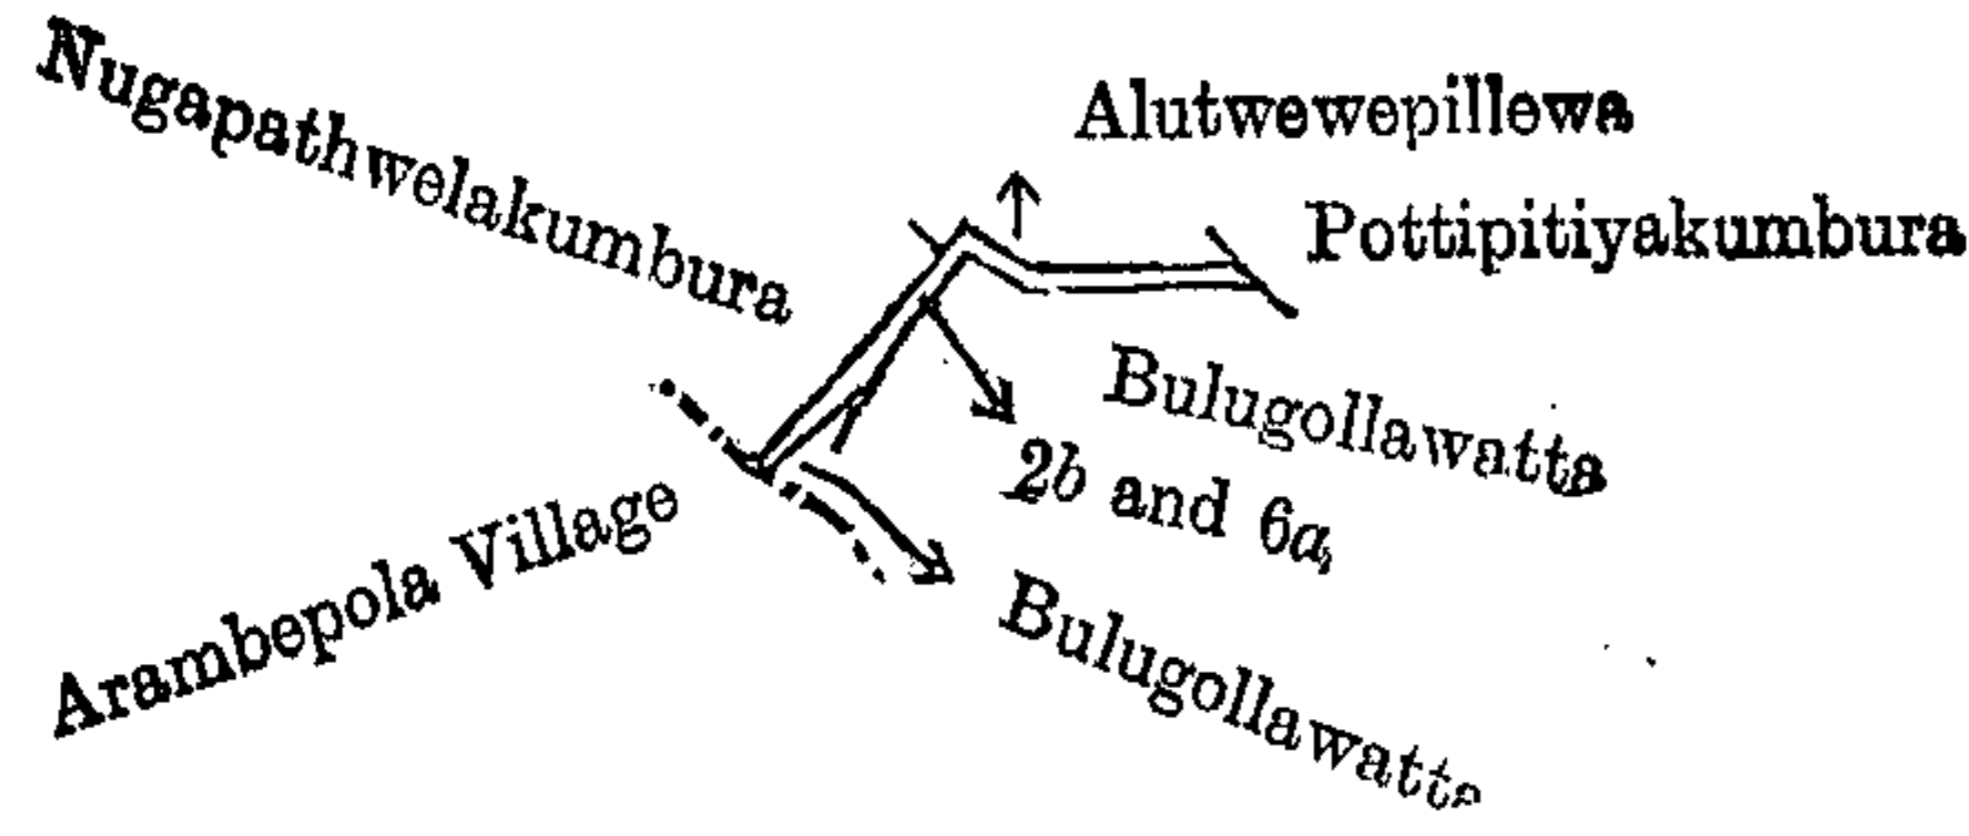 Nugapathwelakumbura
Alutwewepillewa
Pottipitiyakumbura
Bulugollawatta
2b and 6a
Arambepola Village
Bulugollawatta